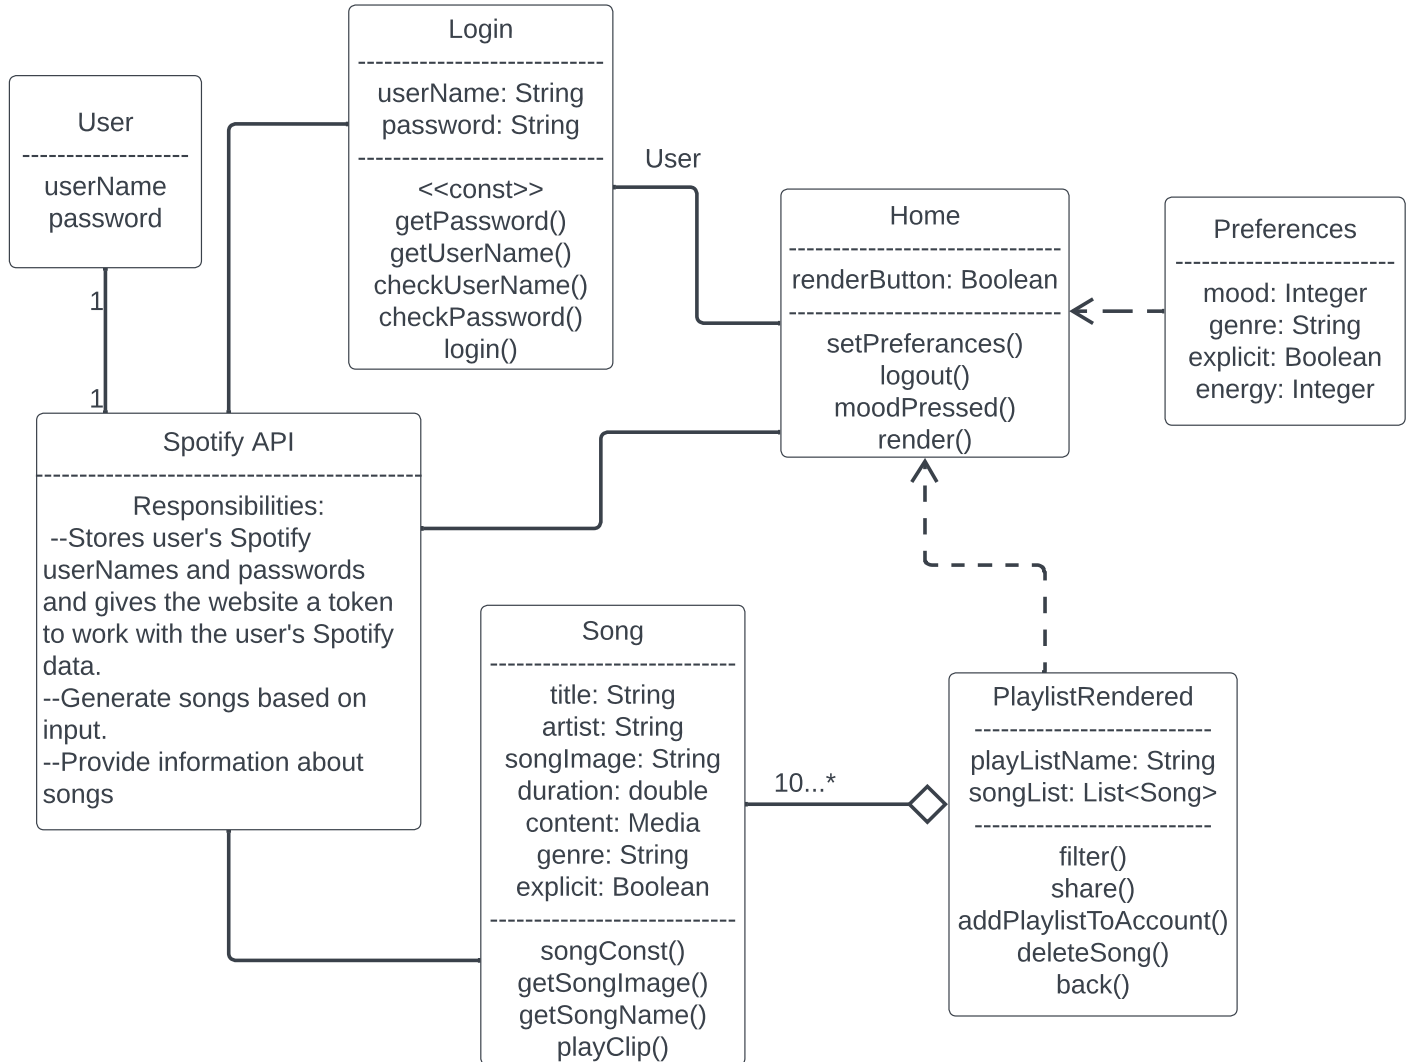 Login
userName: String
password: String
<<const>>
getPassword()
getUserName()
checkUserName()
checkPassword()
login()
User
userName
password
1
1
User
Home
renderButton: Boolean
setPreferances()
logout()
moodPressed()
render()
Preferences
mood: Integer
genre: String
explicit: Boolean
energy: Integer
Spotify API
Responsibilities:
--Stores user's Spotify
userNames and passwords
and gives the website a token
to work with the user's Spotify
data.
--Generate songs based on
input.
--Provide information about
songs
Song
title: String
artist: String
songImage: String
duration: double
content: Media
genre: String
explicit: Boolean
songConst()
getSongImage()
getSongName()
playClip()
10...*
PlaylistRendered
playListName: String
songList: List<Song>
filter()
share()
addPlaylistToAccount()
deleteSong()
back()